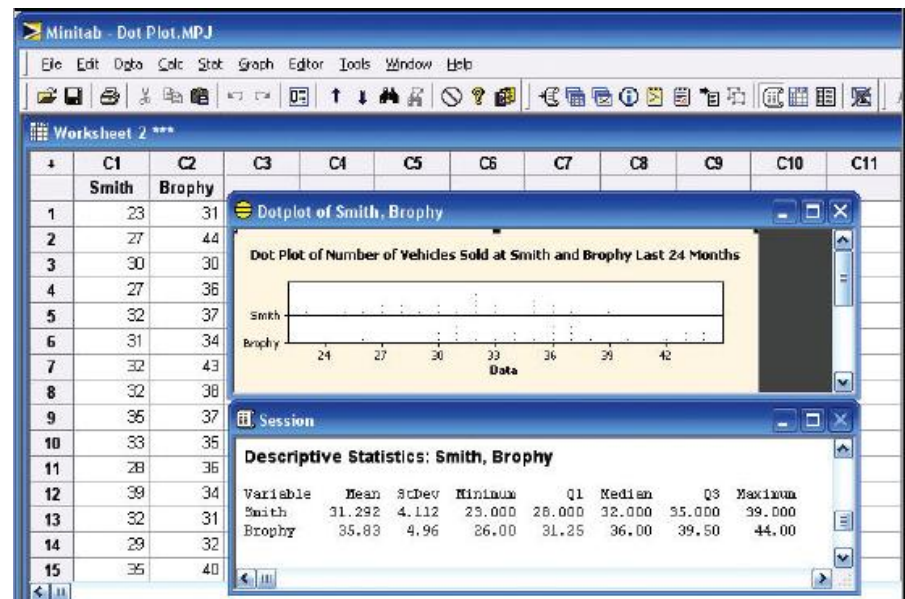 Minitab - Dot Plot.MPJ
File Edit Data Calc Stat Graph Editor Tools Window Help
Worksheet 2 ***
C1 C2 C3 C4 C5 C6 C7 C8 C9 C10 C11
Smith Brophy
1 23 31
2 27 44
3 30 30
4 27 36
5 32 37
6 31 34
7 32 43
8 32 38
9 35 37
10 33 35
11 28 36
12 39 34
13 32 31
14 29 32
15 35 40
Dotplot of Smith, Brophy
Dot Plot of Number of Vehicles Sold at Smith and Brophy Last 24 Months
Smith
Brophy
24 27 30 33 36 39 42
Data
Session
Descriptive Statistics: Smith, Brophy
Variable Mean StDev Minimum Q1 Median Q3 Maximum
Smith 31.292 4.112 23.000 28.000 32.000 35.000 39.000
Brophy 35.83 4.96 26.00 31.25 36.00 39.50 44.00